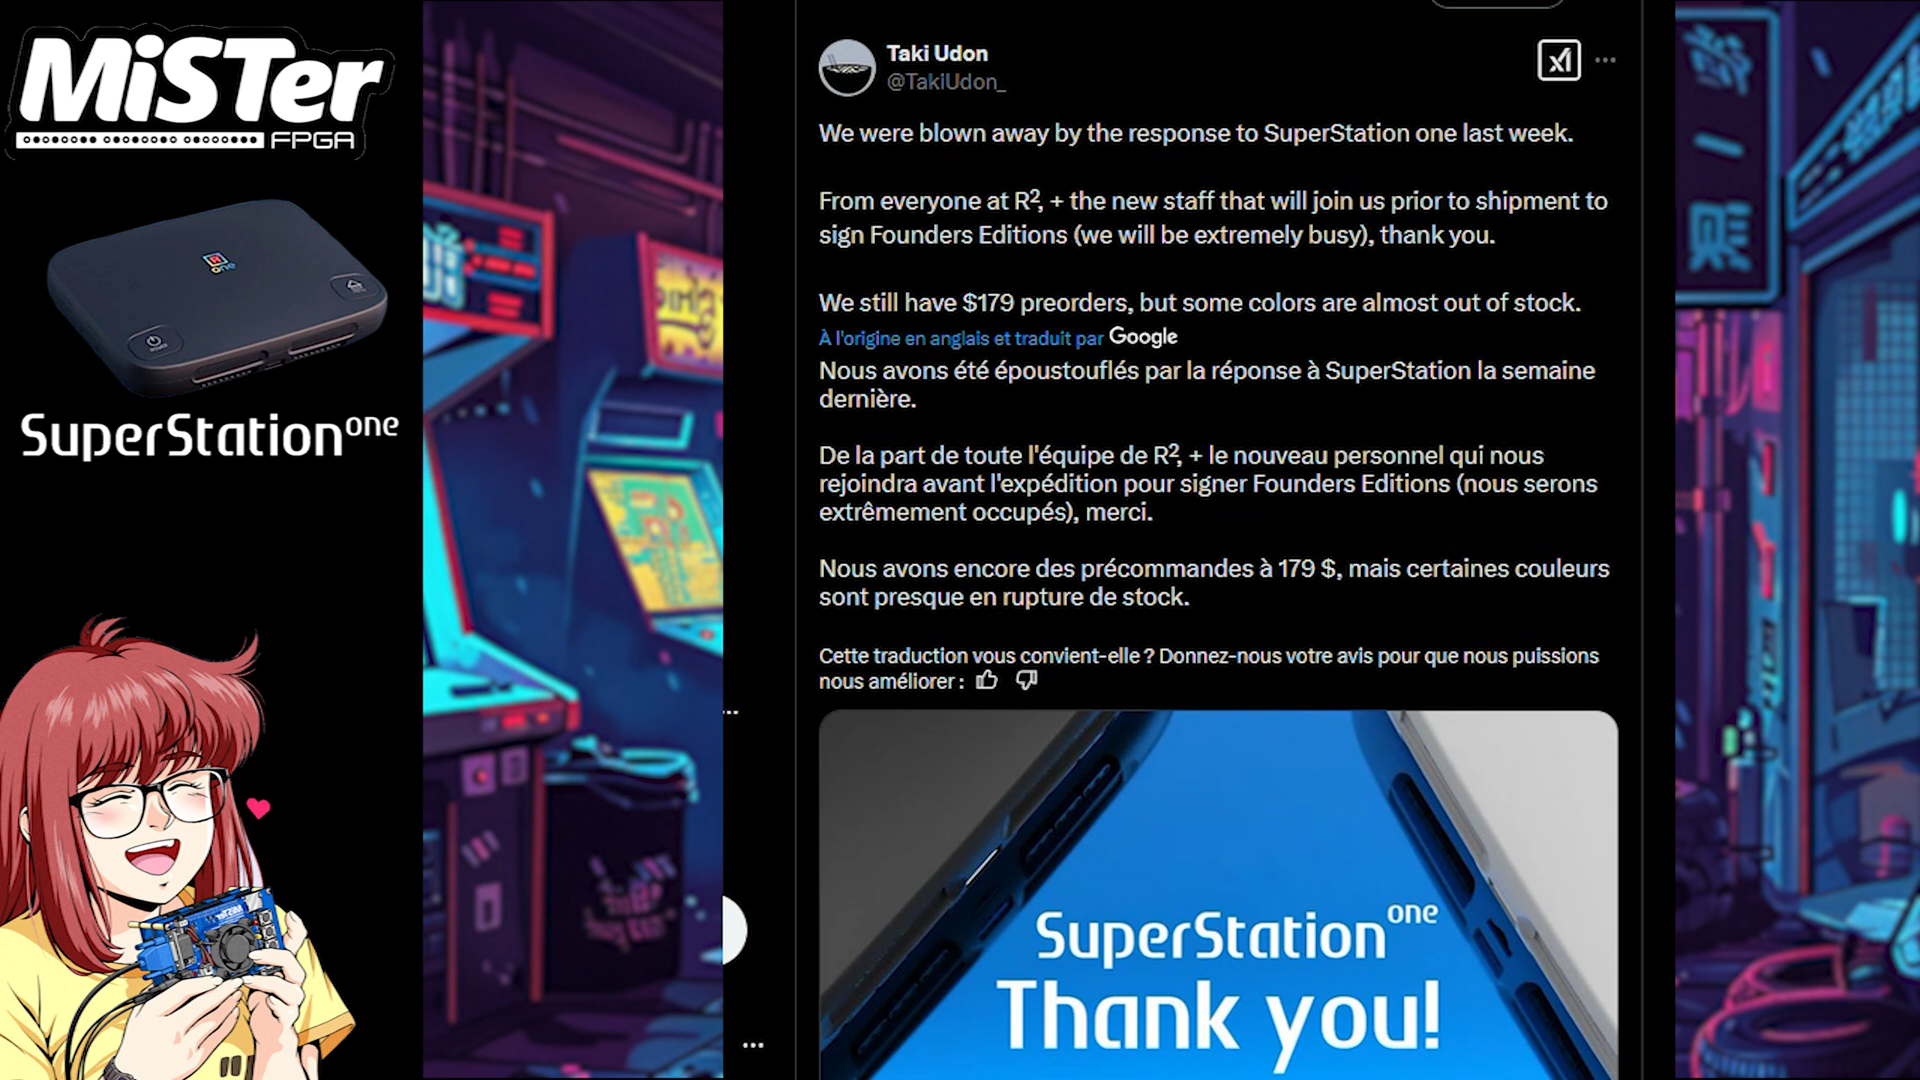 MiSTer
FPGA
SuperStation one
Taki Udon
@TakiUdon_
We were blown away by the response to SuperStation one last week.
From everyone at R², + the new staff that will join us prior to shipment to
sign Founders Editions (we will be extremely busy), thank you.
We still have $179 preorders, but some colors are almost out of stock.
À l'origine en anglais et traduit par Google
Nous avons été époustouflés par la réponse à SuperStation la semaine
dernière.
De la part de toute l'équipe de R², + le nouveau personnel qui nous
rejoindra avant l'expédition pour signer Founders Editions (nous serons
extrêmement occupés), merci.
Nous avons encore des précommandes à 179 $, mais certaines couleurs
sont presque en rupture de stock.
Cette traduction vous convient-elle ? Donnez-nous votre avis pour que nous puissions
nous améliorer :
SuperStation one
Thank you!